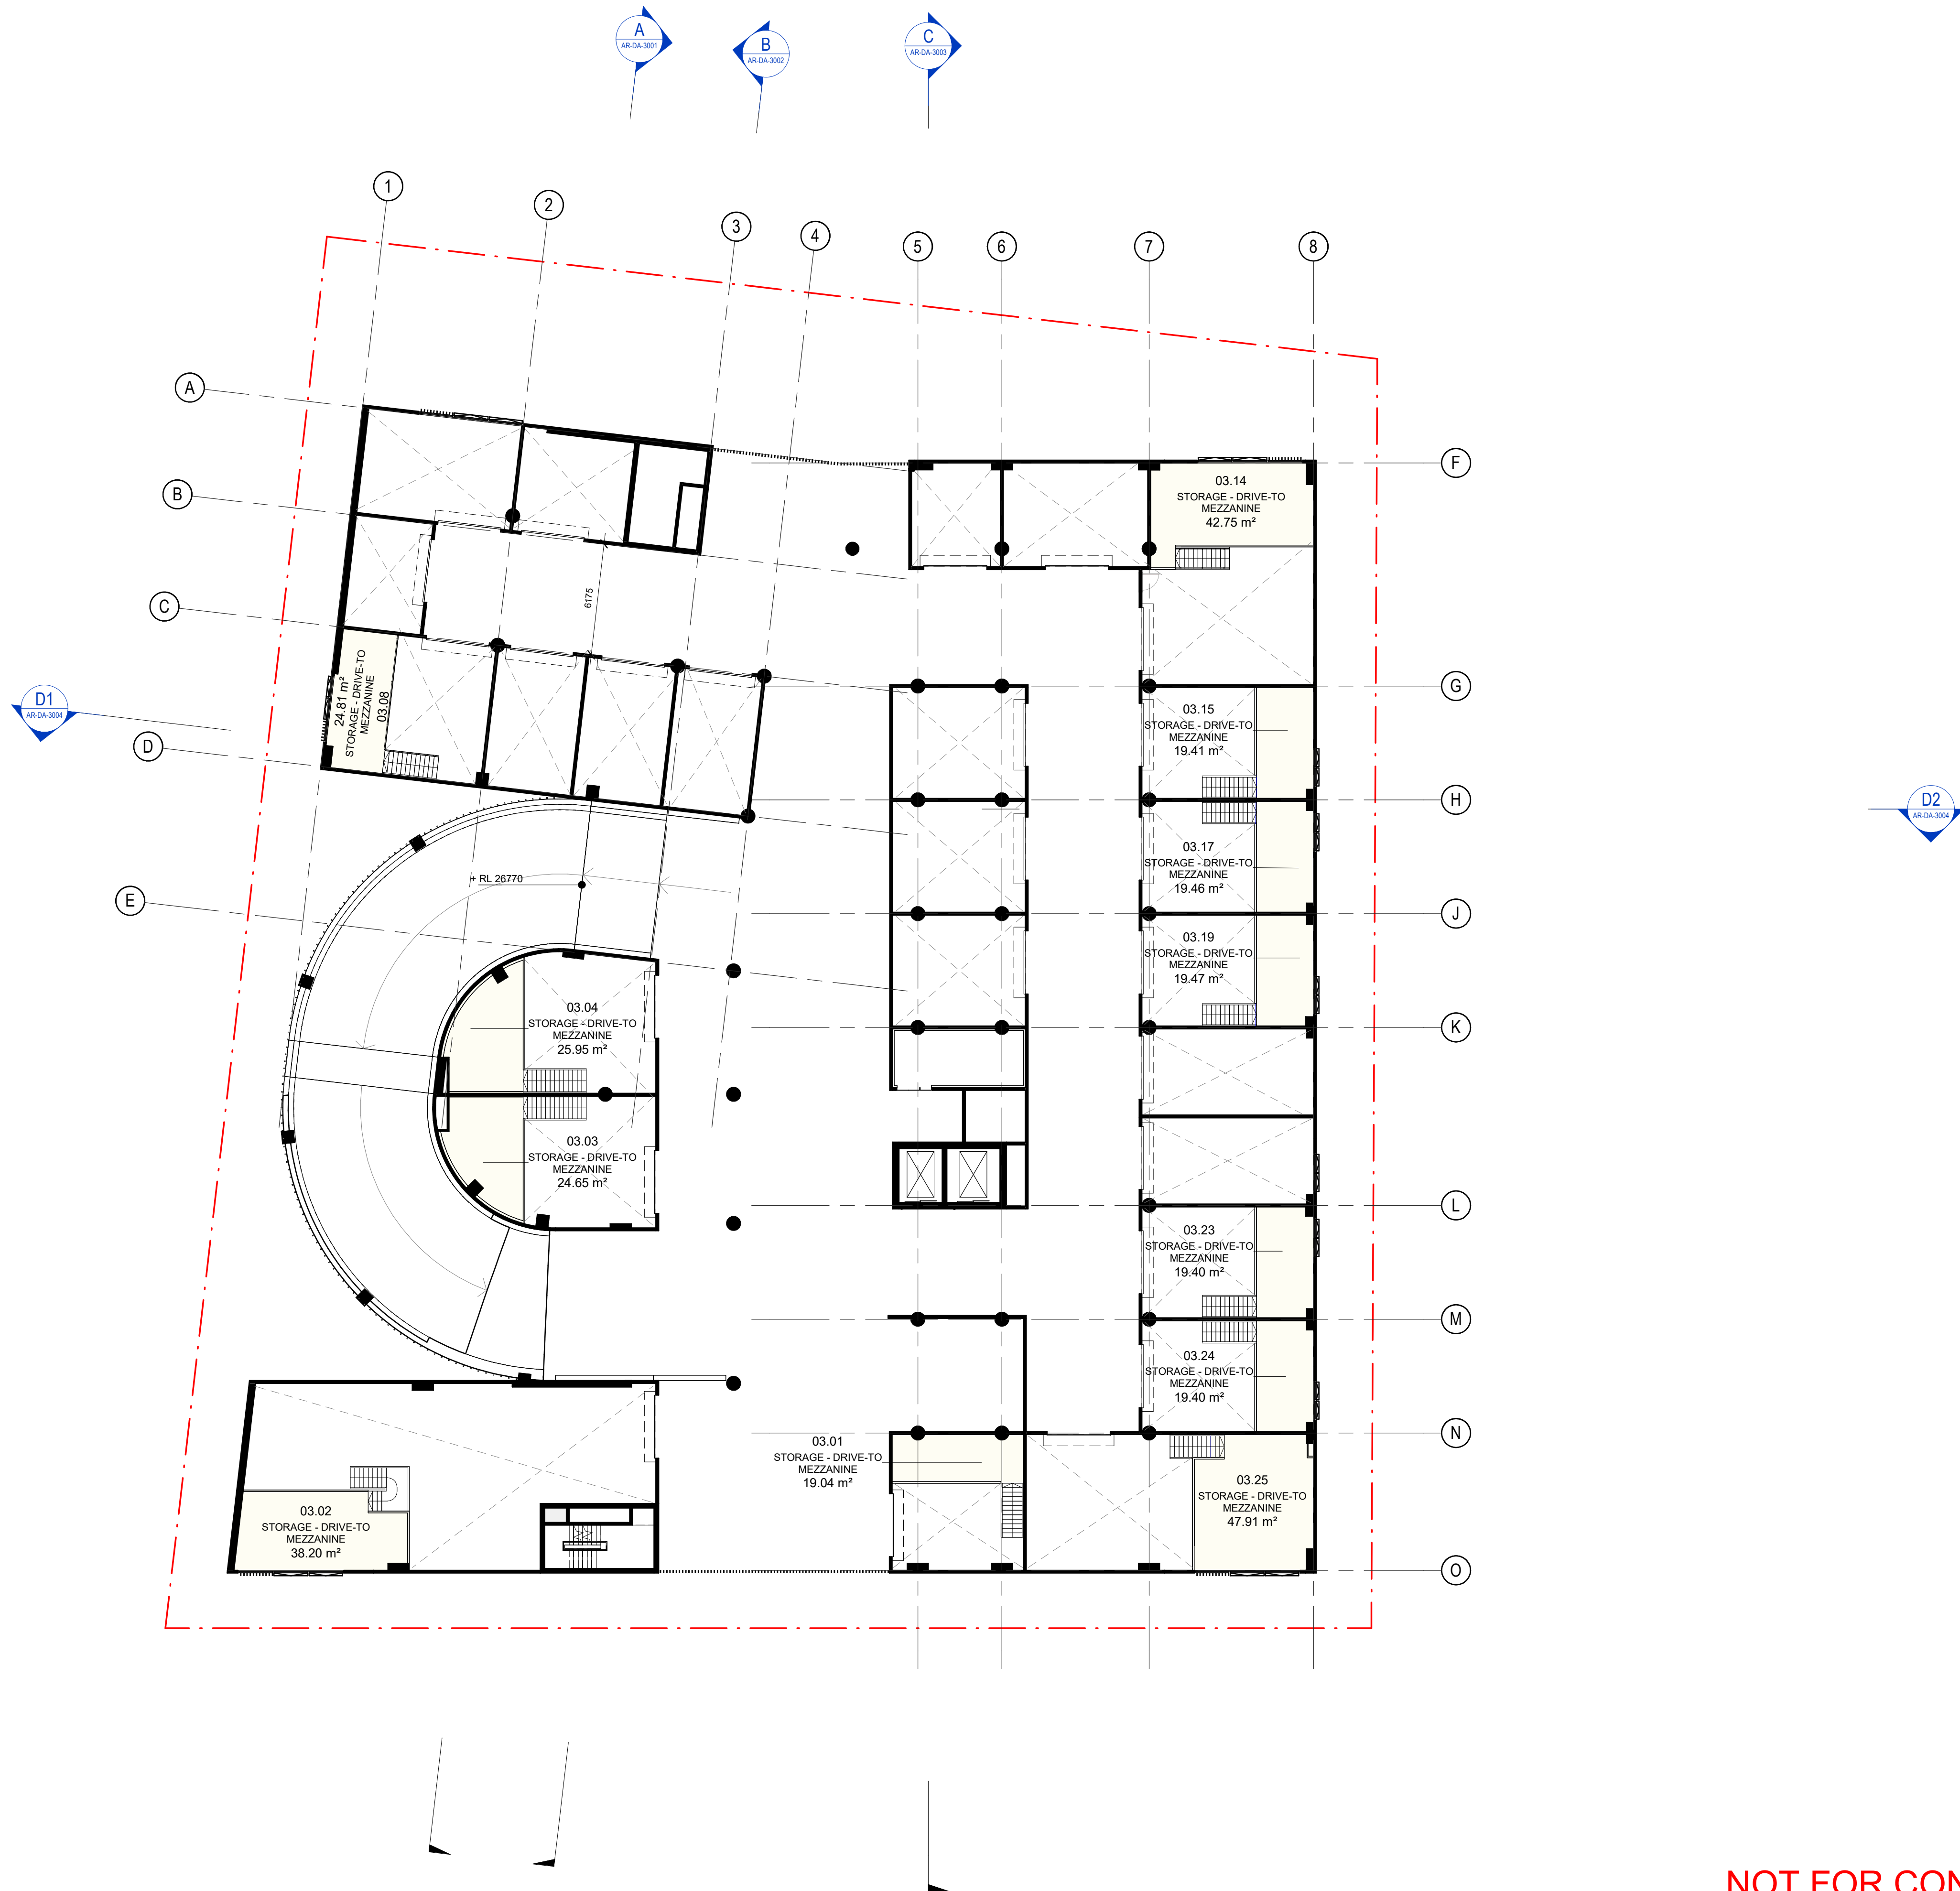 A
AR-DA-3001
B
AR-DA-3002
C
AR-DA-3003
1
2
3
4
5
6
7
8
A
B
C
D
E
F
G
H
J
K
L
M
N
O
D1
AR-DA-3004
D2
AR-DA-3004
6175
+ RL 26770
03.14
STORAGE - DRIVE-TO
MEZZANINE
42.75 m²
24.81 m²
STORAGE - DRIVE-TO
MEZZANINE
03.08
03.15
STORAGE - DRIVE-TO
MEZZANINE
19.41 m²
03.17
STORAGE - DRIVE-TO
MEZZANINE
19.46 m²
03.19
STORAGE - DRIVE-TO
MEZZANINE
19.47 m²
03.04
STORAGE - DRIVE-TO
MEZZANINE
25.95 m²
03.03
STORAGE - DRIVE-TO
MEZZANINE
24.65 m²
03.23
STORAGE - DRIVE-TO
MEZZANINE
19.40 m²
03.24
STORAGE - DRIVE-TO
MEZZANINE
19.40 m²
03.01
STORAGE - DRIVE-TO
MEZZANINE
19.04 m²
03.25
STORAGE - DRIVE-TO
MEZZANINE
47.91 m²
03.02
STORAGE - DRIVE-TO
MEZZANINE
38.20 m²
NOT FOR CON